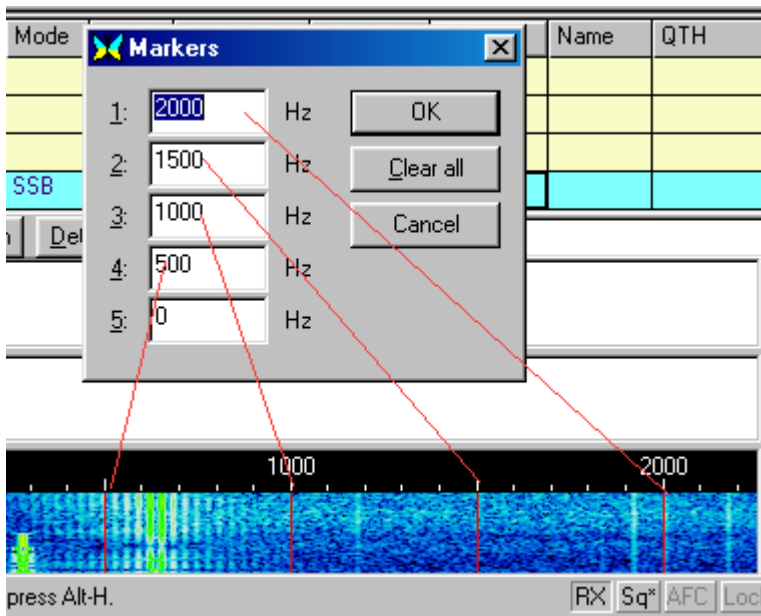 Mode Name QTH
Markers
1: 2000 Hz OK
2: 1500 Hz Clear all
SSB
3: 1000 Hz Cancel
4: 500 Hz
5: 0 Hz
1000 2000
press Alt-H. RX Sq* AFC Loc